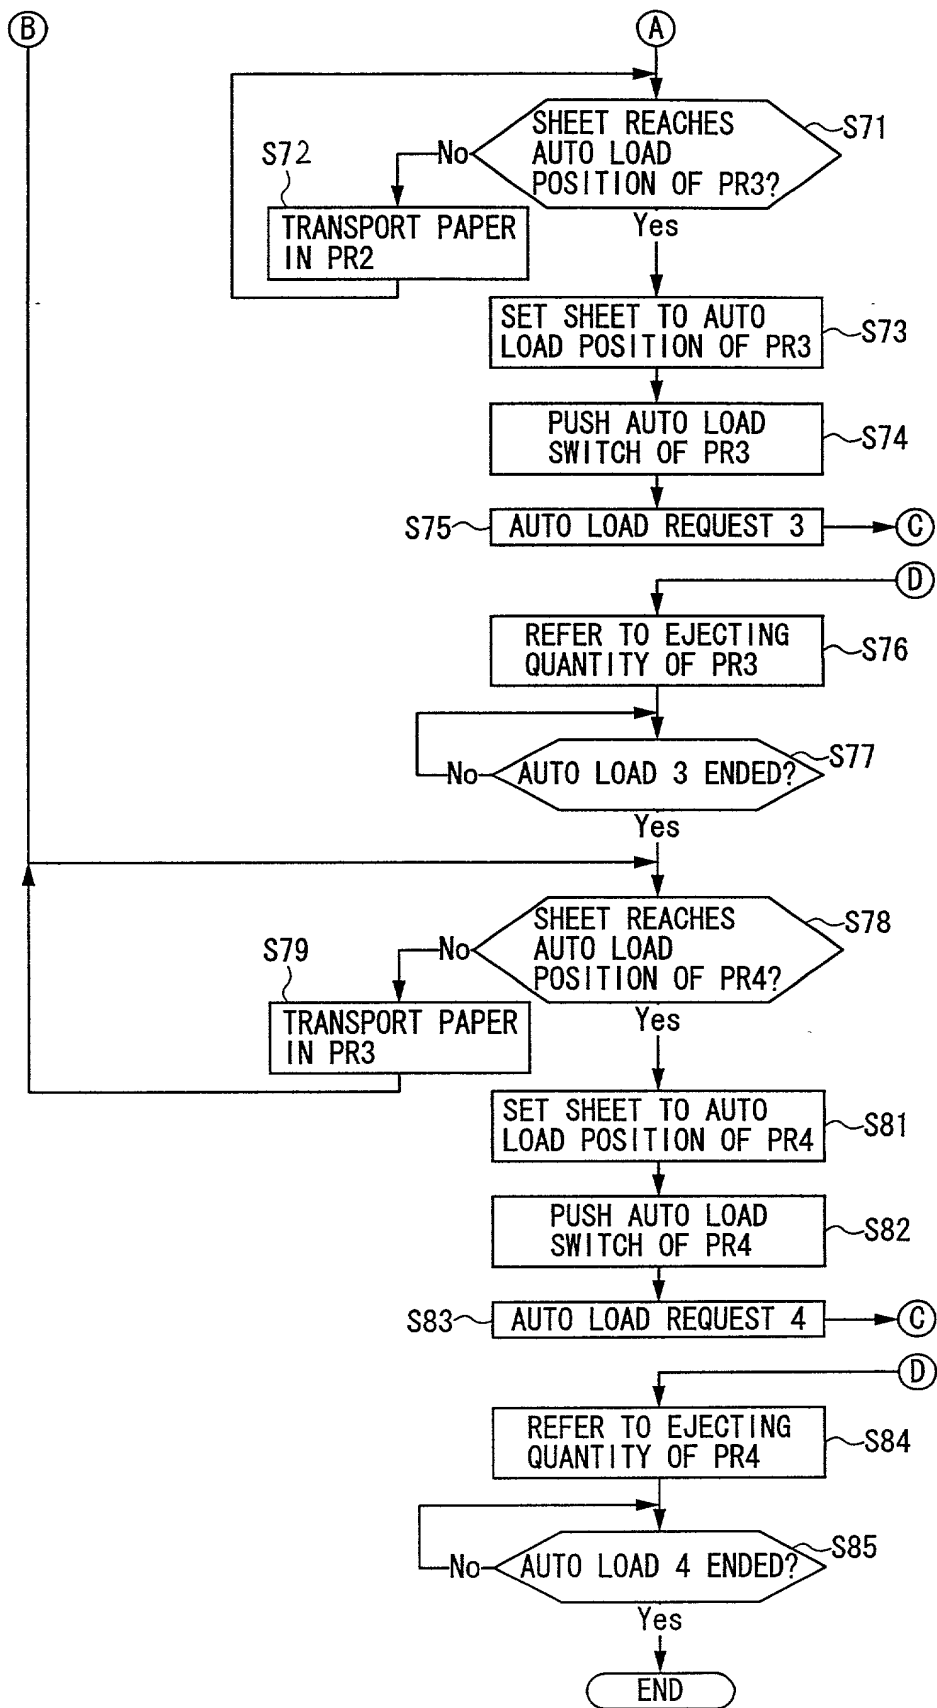 B
A
SHEET REACHES
AUTO LOAD
POSITION OF PR3?
S71
No
S72
TRANSPORT PAPER
IN PR2
Yes
SET SHEET TO AUTO
LOAD POSITION OF PR3
S73
PUSH AUTO LOAD
SWITCH OF PR3
S74
S75
AUTO LOAD REQUEST 3
C
D
REFER TO EJECTING
QUANTITY OF PR3
S76
S77
No
AUTO LOAD 3 ENDED?
Yes
SHEET REACHES
AUTO LOAD
POSITION OF PR4?
S78
No
S79
TRANSPORT PAPER
IN PR3
Yes
SET SHEET TO AUTO
LOAD POSITION OF PR4
S81
PUSH AUTO LOAD
SWITCH OF PR4
S82
S83
AUTO LOAD REQUEST 4
C
D
REFER TO EJECTING
QUANTITY OF PR4
S84
S85
No
AUTO LOAD 4 ENDED?
Yes
END